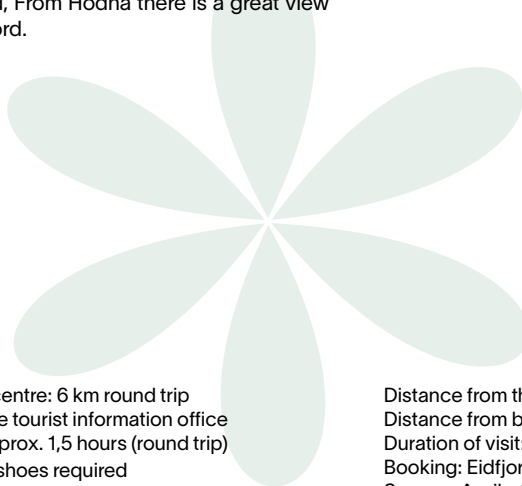 From Hodna there is a great view
ord.
entre: 6 km round trip
e tourist information office
prox. 1,5 hours (round trip)
shoes required
Distance from th
Distance from b
Duration of visit:
Booking: Eidfjor